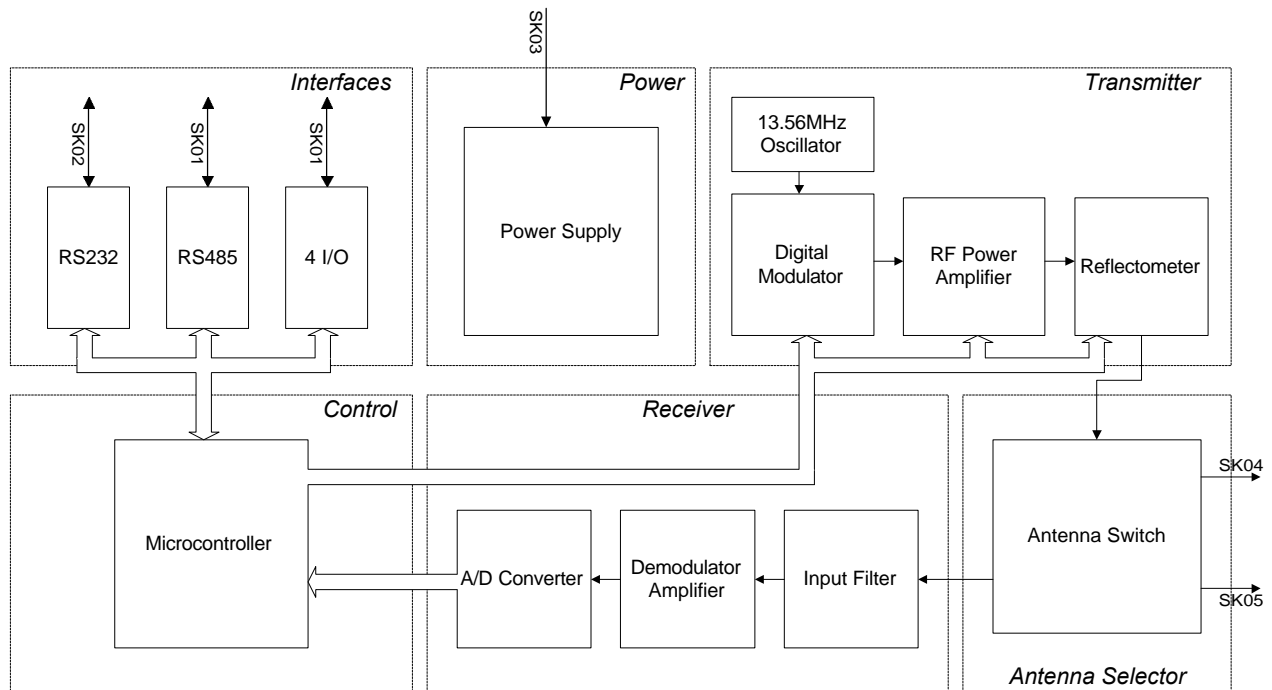 SK03
Interfaces
Power
Transmitter
SK02
SK01
SK01
13.56MHz
Oscillator
RS232
RS485
4 I/O
Power Supply
Digital
Modulator
RF Power
Amplifier
Reflectometer
Control
Receiver
SK04
Microcontroller
A/D Converter
Demodulator
Amplifier
Input Filter
Antenna Switch
SK05
Antenna Selector